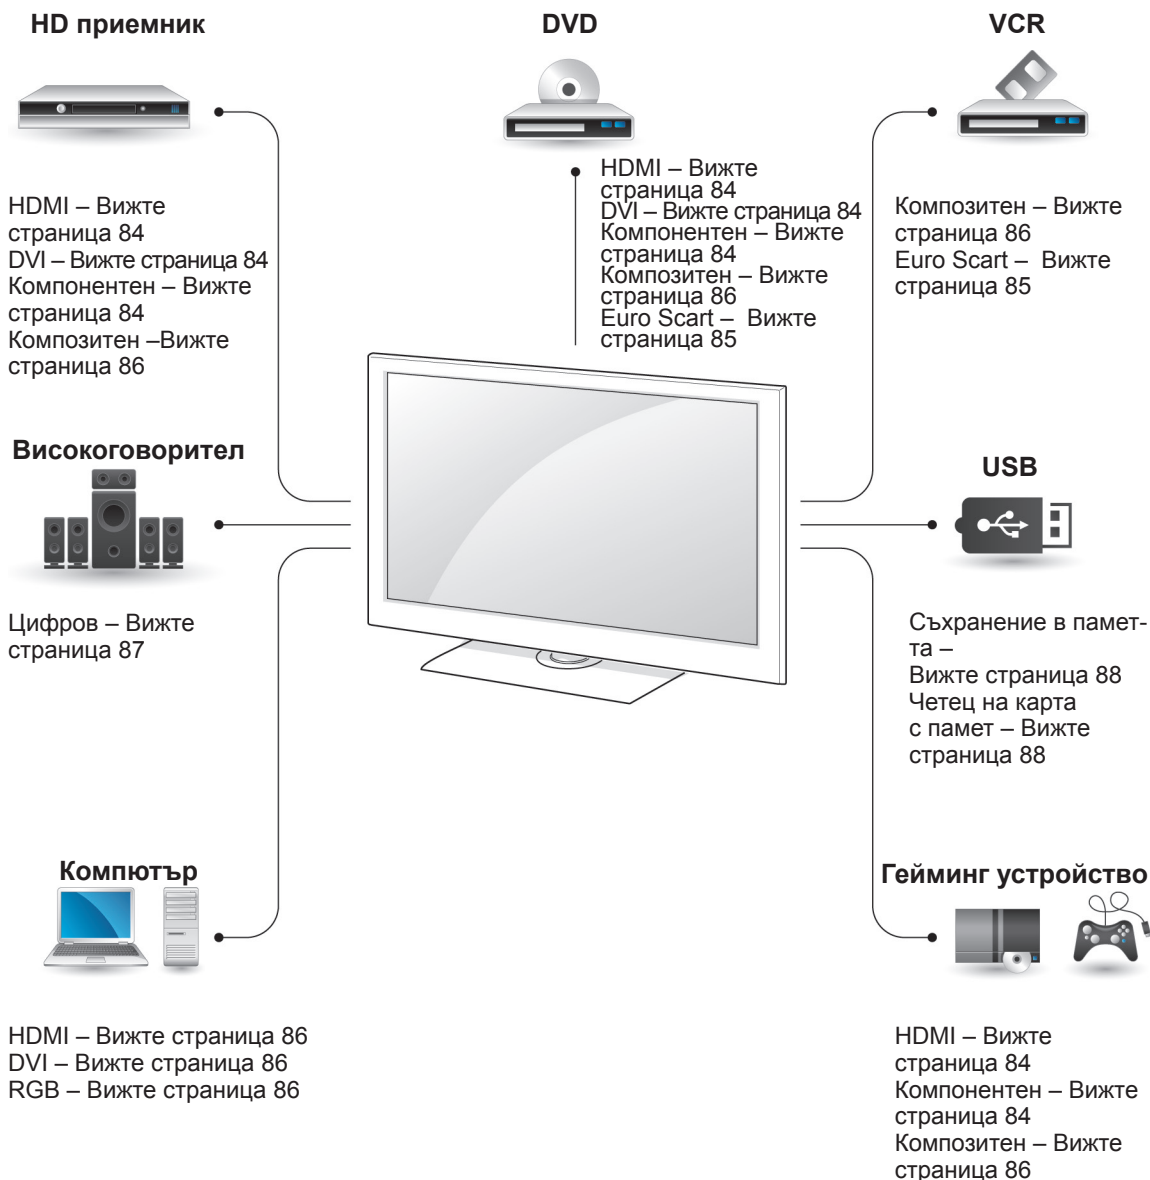 HD приемник
HDMI – Вижте
страница 84
DVI – Вижте страница 84
Компонентен – Вижте
страница 84
Композитен –Вижте
страница 86
DVD
HDMI – Вижте
страница 84
DVI – Вижте страница 84
Компонентен – Вижте
страница 84
Композитен – Вижте
страница 86
Euro Scart –  Вижте
страница 85
VCR
Композитен – Вижте
страница 86
Euro Scart –  Вижте
страница 85
Високоговорител
Цифров – Вижте
страница 87
USB
Съхранение в памет-
та –
Вижте страница 88
Четец на карта
с памет – Вижте
страница 88
Компютър
HDMI – Вижте страница 86
DVI – Вижте страница 86
RGB – Вижте страница 86
Гейминг устройство
HDMI – Вижте
страница 84
Компонентен – Вижте
страница 84
Композитен – Вижте
страница 86